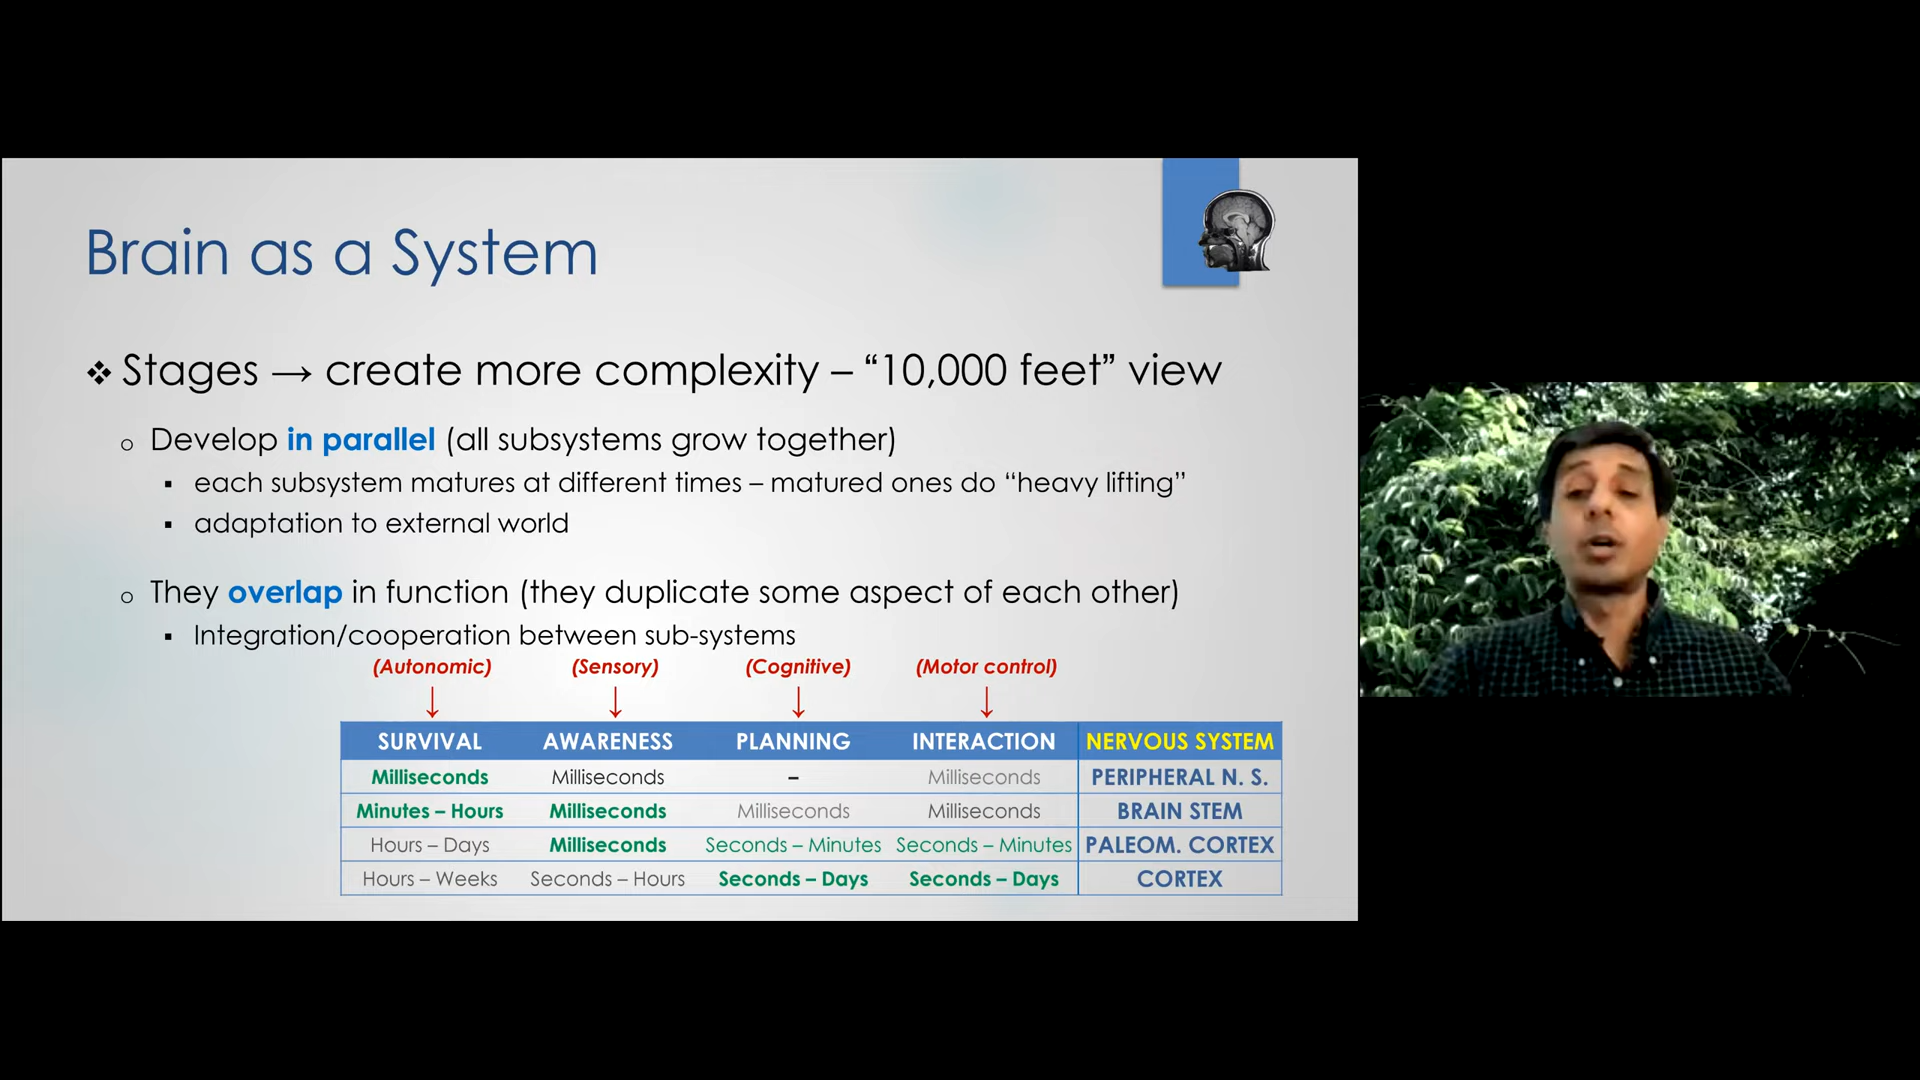 Brain as a System
❖ Stages → create more complexity – “10,000 feet” view
o Develop in parallel (all subsystems grow together)
▪ each subsystem matures at different times – matured ones do “heavy lifting”
▪ adaptation to external world
o They overlap in function (they duplicate some aspect of each other)
▪ Integration/cooperation between sub-systems
(Autonomic) (Sensory) (Cognitive) (Motor control)
↓ ↓ ↓ ↓
SURVIVAL AWARENESS PLANNING INTERACTION NERVOUS SYSTEM
Milliseconds Milliseconds – Milliseconds PERIPHERAL N. S.
Minutes – Hours Milliseconds Milliseconds Milliseconds BRAIN STEM
Hours – Days Milliseconds Seconds – Minutes Seconds – Minutes PALEOM. CORTEX
Hours – Weeks Seconds – Hours Seconds – Days Seconds – Days CORTEX